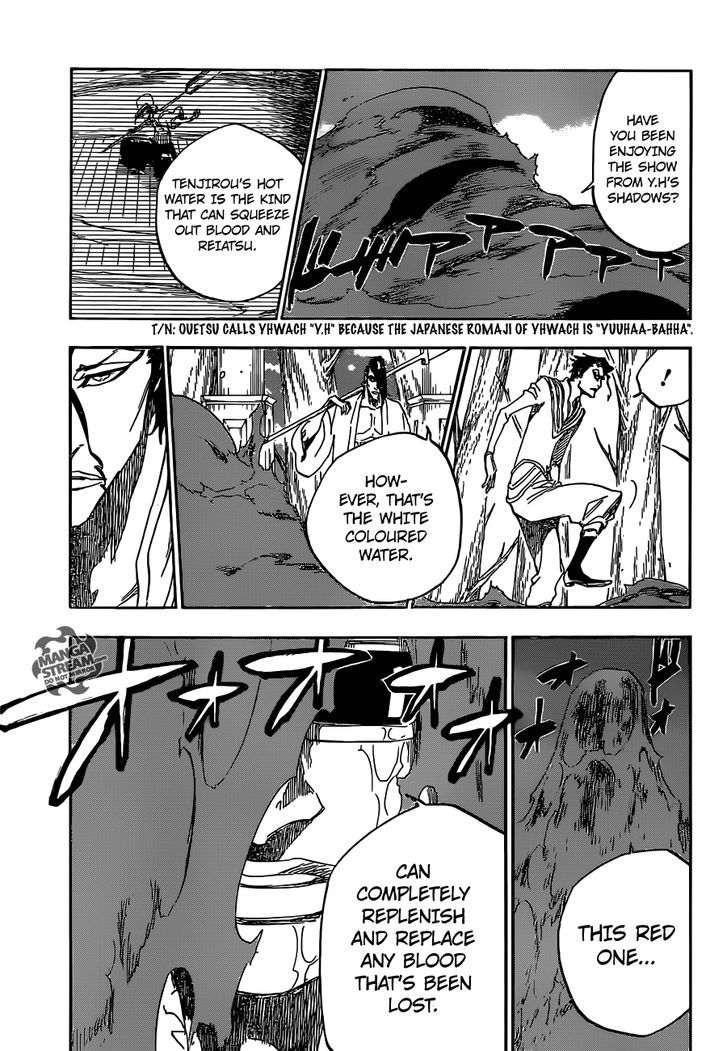 HAVE
YOU BEEN
ENJOYING
THE SHOW
FROM Y.H'S
SHADOWS?
TENJIROU'S HOT
WATER IS THE KIND
THAT CAN SQUEEZE
OUT BLOOD AND
REIATSU.
T/N: OUETSU CALLS YHWACH "Y.H" BECAUSE THE JAPANESE ROMAJI OF YHWACH IS "YUUHAA-BAHHA".
!
HOW-
EVER, THAT'S
THE WHITE
COLOURED
WATER.
MANGA
STREAM.com
DO NOT MIRROR
THIS RED
ONE...
CAN
COMPLETELY
REPLENISH
AND REPLACE
ANY BLOOD
THAT'S BEEN
LOST.